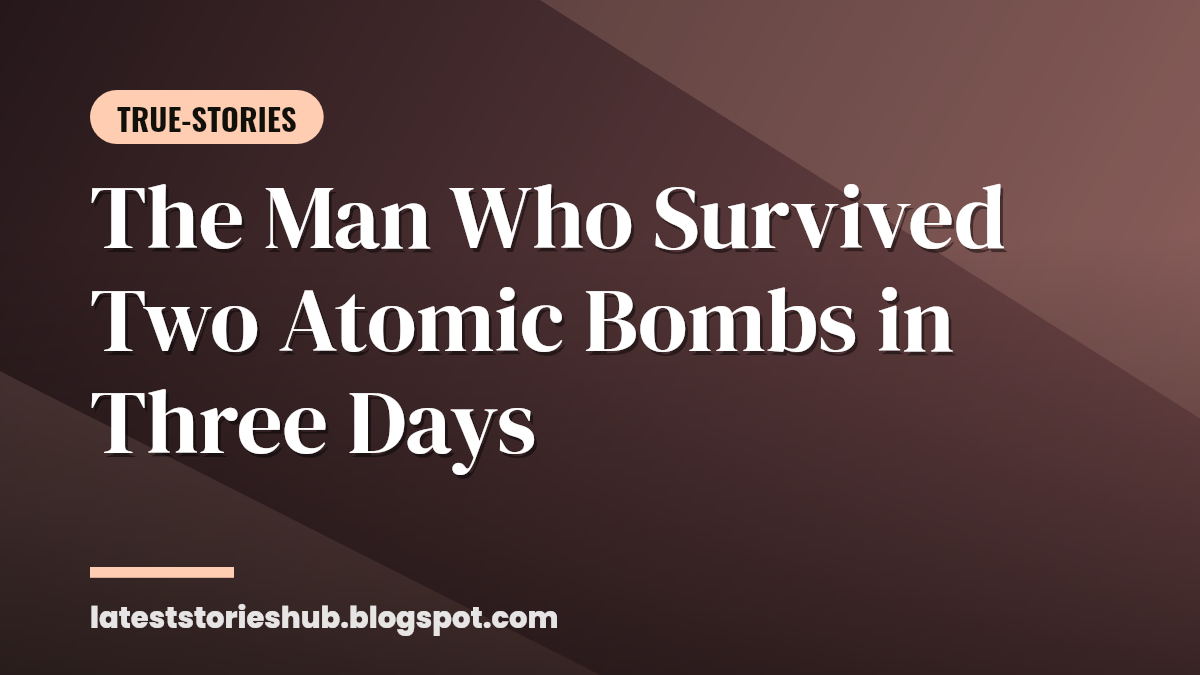 TRUE-STORIES
The Man Who Survived
Two Atomic Bombs in
Three Days
lateststorieshub.blogspot.com